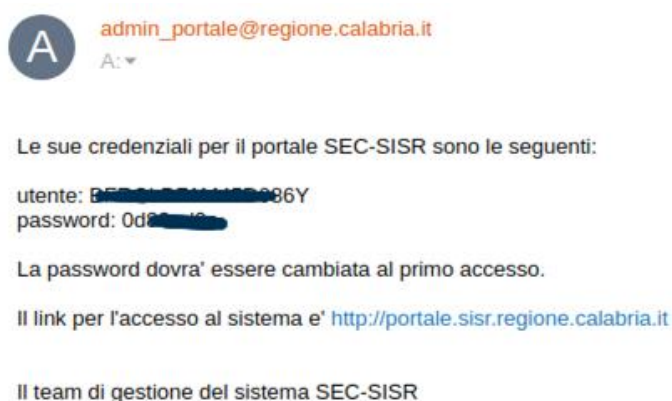 A
admin_portale@regione.calabria.it
A:
Le sue credenziali per il portale SEC-SISR sono le seguenti:
utente:
password:
La password dovra' essere cambiata al primo accesso.
Il link per l'accesso al sistema e' http://portale.sisr.regione.calabria.it
Il team di gestione del sistema SEC-SISR